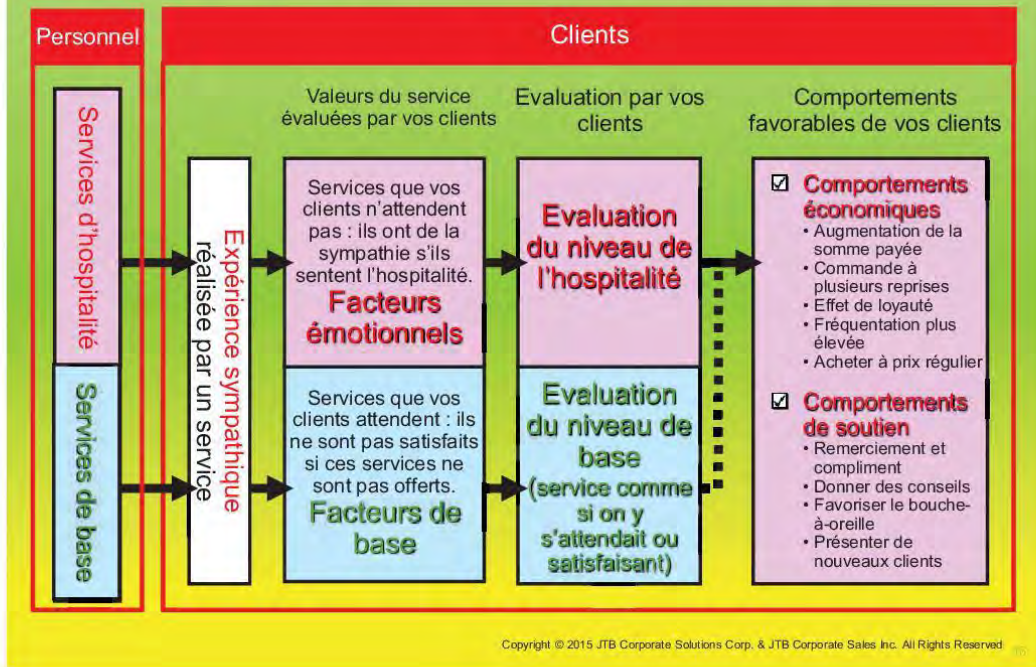 Personnel
Clients
Services d'hospitalité
Services de base
Expérience sympathique
réalisée par un service
Valeurs du service
évaluées par vos clients
Services que vos
clients n'attendent
pas : ils ont de la
sympathie s'ils
sentent l'hospitalité.
Facteurs
émotionnels
Services que vos
clients attendent : ils
ne sont pas satisfaits
si ces services ne
sont pas offerts.
Facteurs de
base
Evaluation par vos
clients
Evaluation
du niveau de
l'hospitalité
Evaluation
du niveau de
base
(service comme
si on y
s'attendait ou
satisfaisant)
Comportements
favorables de vos clients
Comportements
économiques
• Augmentation de la
somme payée
• Commande à
plusieurs reprises
• Effet de loyauté
• Fréquentation plus
élevée
• Acheter à prix régulier
Comportements
de soutien
• Remerciement et
compliment
• Donner des conseils
• Favoriser le bouche-
à-oreille
• Présenter de
nouveaux clients
Copyright © 2015 JTB Corporate Solutions Corp. & JTB Corporate Sales Inc. All Rights Reserved